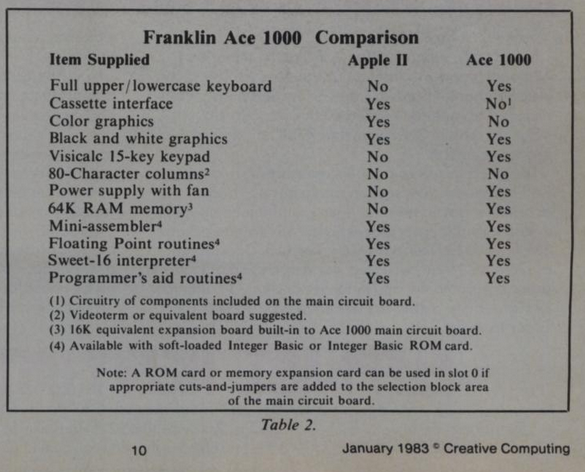 Franklin Ace 1000 Comparison
Item Supplied Apple II Ace 1000
Full upper/lowercase keyboard No Yes
Cassette interface Yes No¹
Color graphics Yes No
Black and white graphics Yes Yes
Visicalc 15-key keypad No Yes
80-Character columns² No No
Power supply with fan No Yes
64K RAM memory³ No Yes
Mini-assembler⁴ Yes Yes
Floating Point routines⁴ Yes Yes
Sweet-16 interpreter⁴ Yes Yes
Programmer's aid routines⁴ Yes Yes
(1) Circuitry of components included on the main circuit board.
(2) Videoterm or equivalent board suggested.
(3) 16K equivalent expansion board built-in to Ace 1000 main circuit board.
(4) Available with soft-loaded Integer Basic or Integer Basic ROM card.
Note: A ROM card or memory expansion card can be used in slot 0 if
appropriate cuts-and-jumpers are added to the selection block area
of the main circuit board.
Table 2.
10 January 1983 © Creative Computing